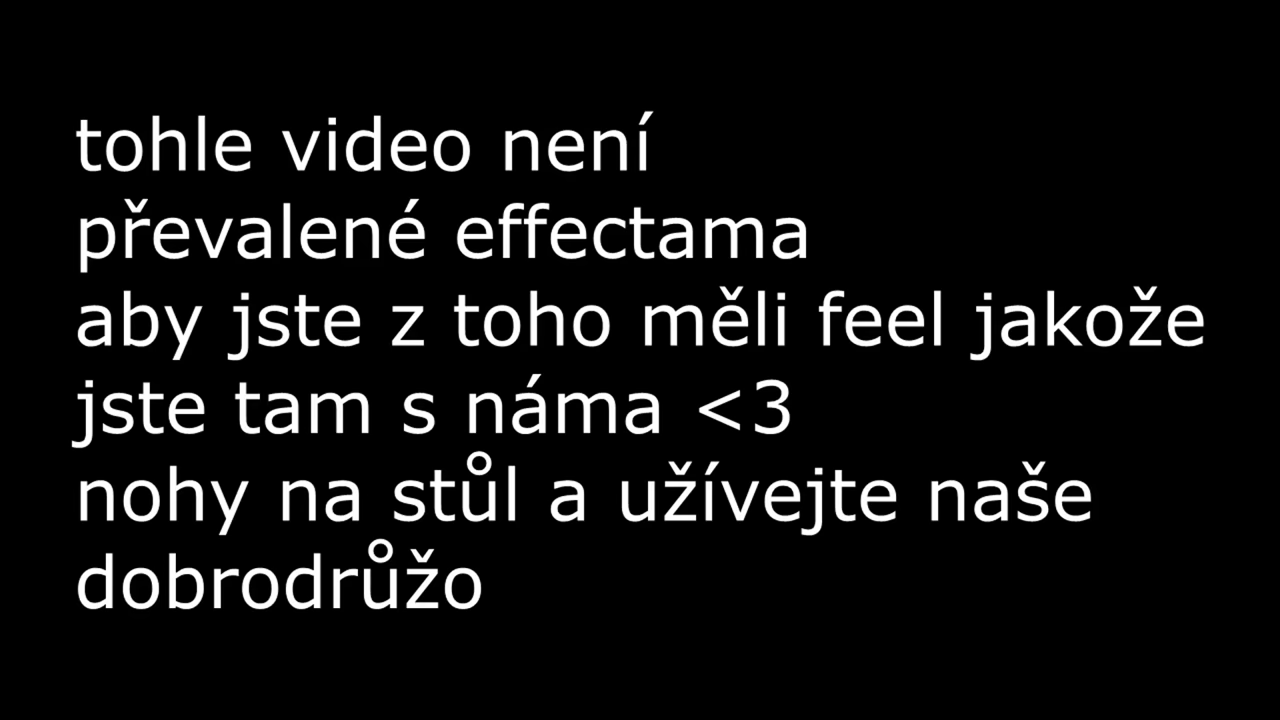 tohle video není
převalené effectama
aby jste z toho měli feel jakože
jste tam s náma <3
nohy na stůl a užívejte naše
dobrodrůžo